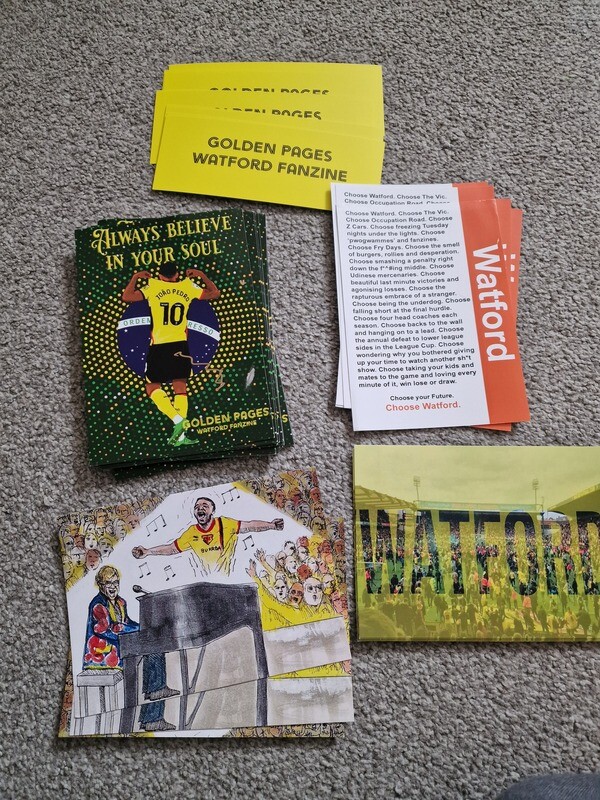 GOLDEN PAGES
GOLDEN PAGES
GOLDEN PAGES
WATFORD FANZINE
Choose Watford. Choose The Vic.
Choose Occupation Road. Choose
Choose Watford. Choose The Vic.
Choose Occupation Road. Choose
Z Cars. Choose freezing Tuesday
nights under the lights. Choose
'pwogwammes' and fanzines.
Choose Fry Days. Choose the smell
of burgers, rollies and desperation.
Choose smashing a penalty right
down the f**#ing middle. Choose
Udinese mercenaries. Choose
beautiful last minute victories and
agonising losses. Choose the
rapturous embrace of a stranger.
Choose being the underdog. Choose
falling short at the final hurdle.
Choose four head coaches each
season. Choose backs to the wall
and hanging on to a lead. Choose
the annual defeat to lower league
sides in the League Cup. Choose
wondering why you bothered giving
up your time to watch another sh*t
show. Choose taking your kids and
mates to the game and loving every
minute of it, win lose or draw.
Choose your Future.
Choose Watford.
Watford
ALWAYS BELIEVE
IN YOUR SOUL
JOÃO PEDRO
10
ORDEM
RESSO
GOLDEN PAGES
WATFORD FANZINE
WATFORD